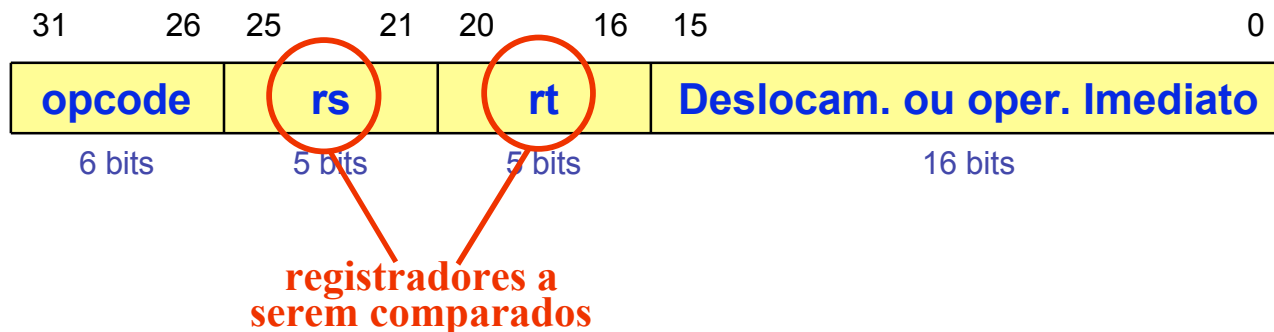 31 26 25 21 20 16 15 0
opcode rs rt Deslocam. ou oper. Imediato
6 bits 5 bits 5 bits 16 bits
registradores a
serem comparados